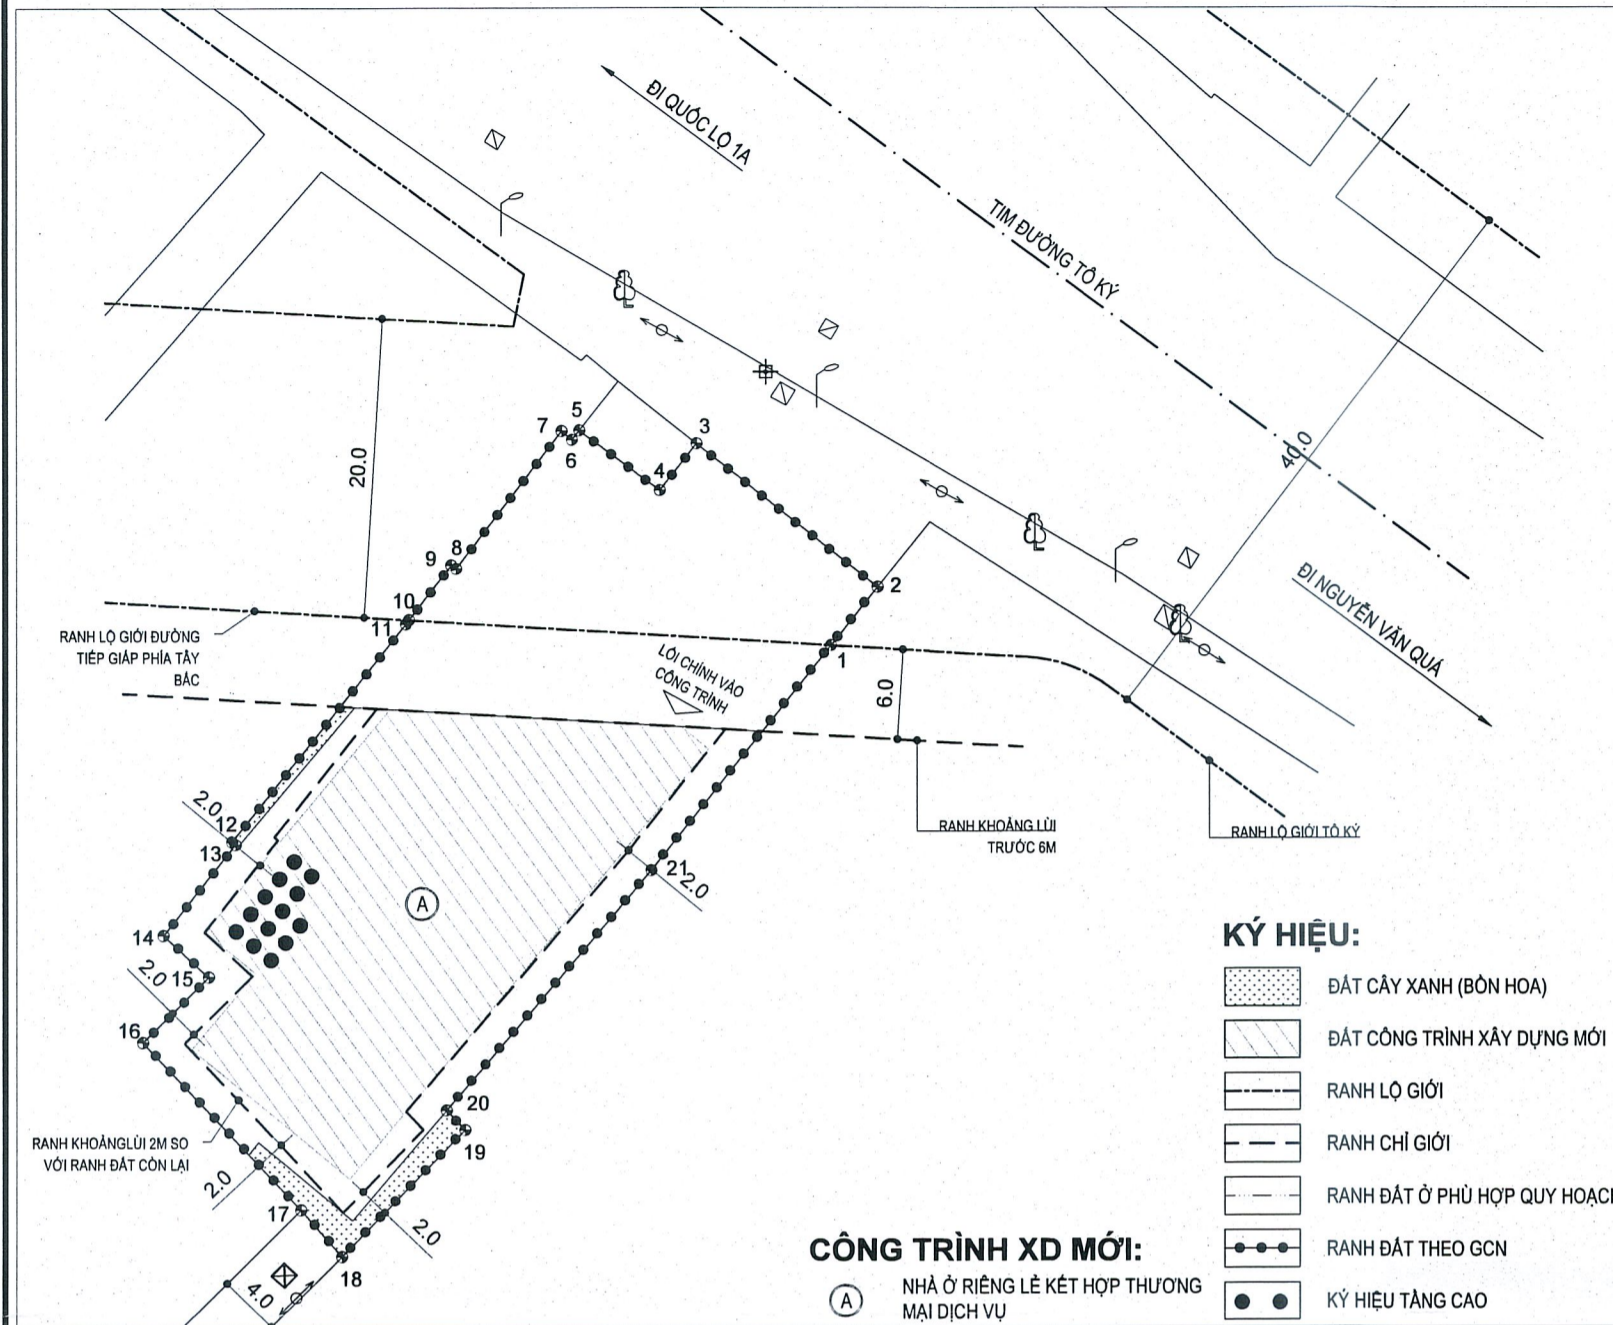 ĐI QUỐC LỘ 1A
TIM ĐƯỜNG TÔ KÝ
40.0
20.0
5
7
3
6
4
9
8
2
10
11
1
RANH LỘ GIỚI ĐƯỜNG
TIẾP GIÁP PHÍA TÂY
BẮC
LỐI CHÍNH VÀO
CÔNG TRÌNH
6.0
ĐI NGUYỄN VĂN QUÁ
RANH KHOẢNG LÙI
TRƯỚC 6M
RANH LỘ GIỚI TÔ KÝ
2.0
12
13
21
2.0
A
14
2.0
15
16
20
19
RANH KHOẢNGLÙI 2M SO
VỚI RANH ĐẤT CÒN LẠI
2.0
17
2.0
18
4.0
KÝ HIỆU:
ĐẤT CÂY XANH (BỒN HOA)
ĐẤT CÔNG TRÌNH XÂY DỰNG MỚI
RANH LỘ GIỚI
RANH CHỈ GIỚI
RANH ĐẤT Ở PHÙ HỢP QUY HOẠCH
RANH ĐẤT THEO GCN
KÝ HIỆU TẦNG CAO
CÔNG TRÌNH XD MỚI:
A
NHÀ Ở RIÊNG LẺ KẾT HỢP THƯƠNG
MẠI DỊCH VỤ